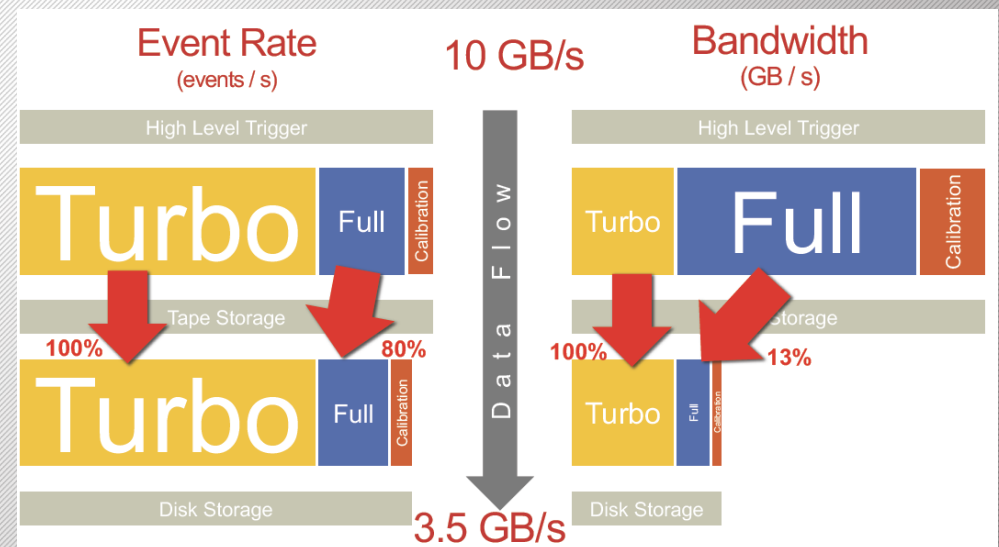 Event Rate
(events / s)
10 GB/s
Bandwidth
(GB / s)
High Level Trigger
High Level Trigger
Turbo
Full
Calibration
Data Flow
Turbo
Full
Calibration
Tape Storage
Storage
100%
80%
100%
13%
Turbo
Full
Calibration
Turbo
Full
Calibration
Disk Storage
3.5 GB/s
Disk Storage